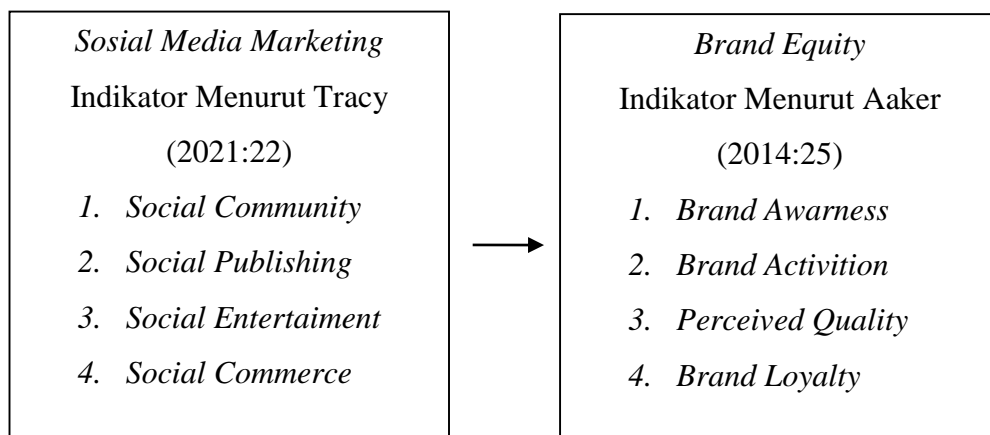 Sosial Media Marketing
Indikator Menurut Tracy
(2021:22)
1. Social Community
2. Social Publishing
3. Social Entertaiment
4. Social Commerce
Brand Equity
Indikator Menurut Aaker
(2014:25)
1. Brand Awarness
2. Brand Activition
3. Perceived Quality
4. Brand Loyalty